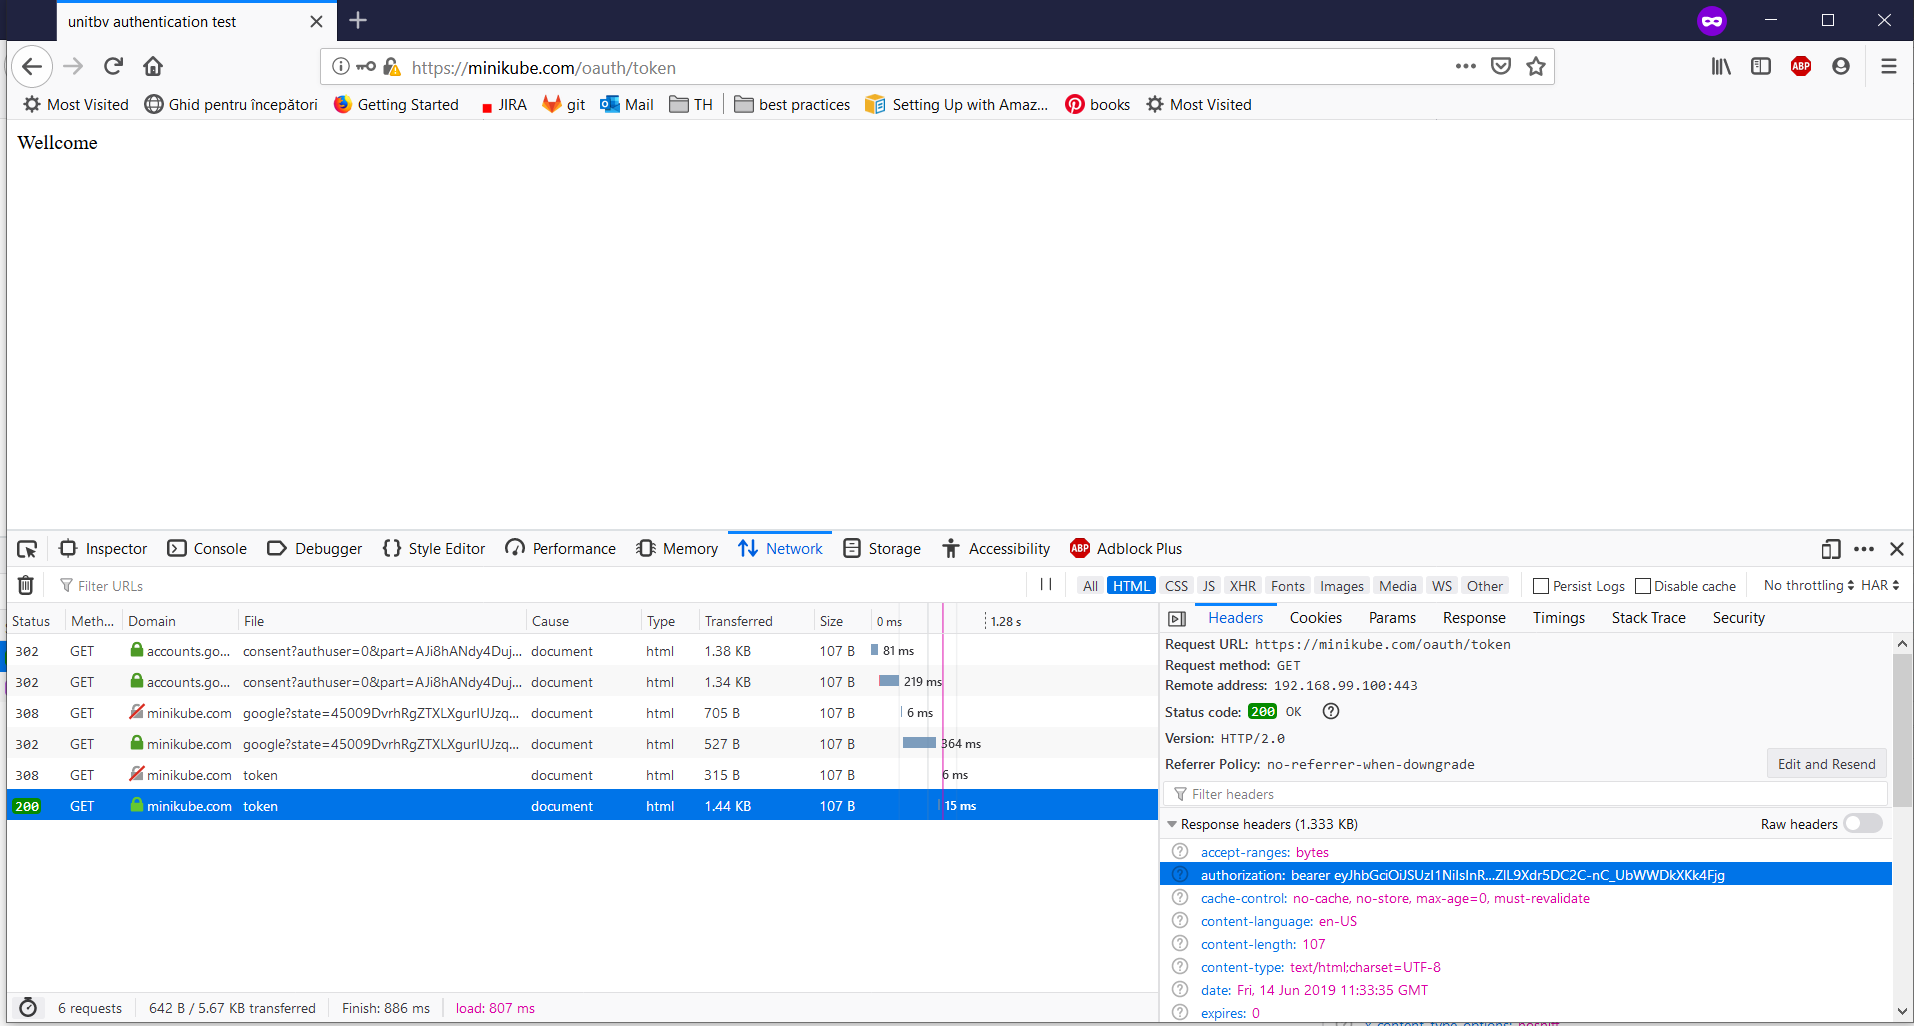 unitbv authentication test
https://minikube.com/oauth/token
Most Visited Ghid pentru începători Getting Started JIRA git Mail TH best practices Setting Up with Amaz... books Most Visited
Wellcome
Inspector Console Debugger Style Editor Performance Memory Network Storage Accessibility ABP Adblock Plus
Filter URLs All HTML CSS JS XHR Fonts Images Media WS Other Persist Logs Disable cache No throttling HAR
Status Meth... Domain File Cause Type Transferred Size 0 ms 1.28 s
302 GET accounts.go... consent?authuser=0&part=AJi8hANdy4Duj... document html 1.38 KB 107 B 81 ms
302 GET accounts.go... consent?authuser=0&part=AJi8hANdy4Duj... document html 1.34 KB 107 B 219 ms
308 GET minikube.com google?state=45009DvrhRgZTXLXgurIUJzq... document html 705 B 107 B 6 ms
302 GET minikube.com google?state=45009DvrhRgZTXLXgurIUJzq... document html 527 B 107 B 364 ms
308 GET minikube.com token document html 315 B 107 B 6 ms
200 GET minikube.com token document html 1.44 KB 107 B 15 ms
6 requests 642 B / 5.67 KB transferred Finish: 886 ms load: 807 ms
Headers Cookies Params Response Timings Stack Trace Security
Request URL: https://minikube.com/oauth/token
Request method: GET
Remote address: 192.168.99.100:443
Status code: 200 OK
Version: HTTP/2.0
Referrer Policy: no-referrer-when-downgrade Edit and Resend
Filter headers
Response headers (1.333 KB) Raw headers
accept-ranges: bytes
authorization: bearer eyJhbGciOiJSUzI1NiIsInR...ZIL9Xdr5DC2C-nC_UbWWDkXKk4Fjg
cache-control: no-cache, no-store, max-age=0, must-revalidate
content-language: en-US
content-length: 107
content-type: text/html;charset=UTF-8
date: Fri, 14 Jun 2019 11:33:35 GMT
expires: 0